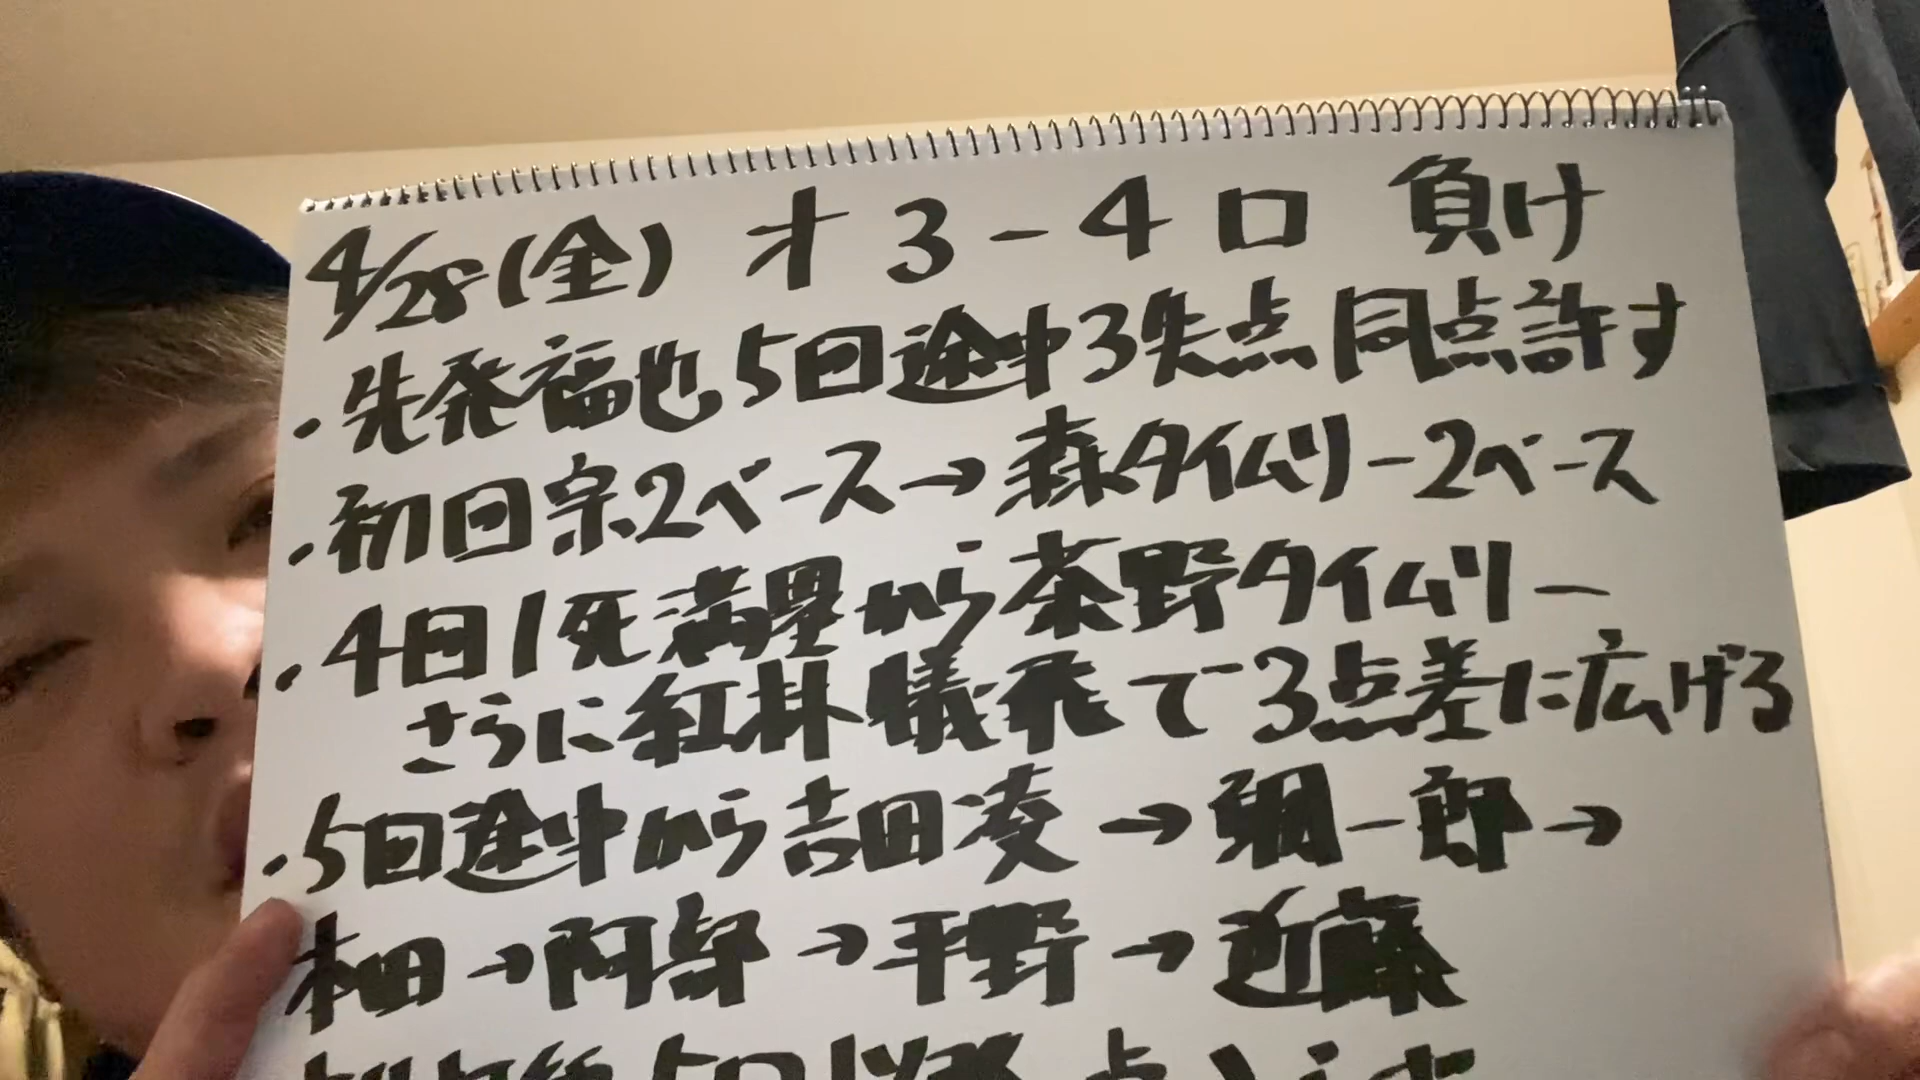 4/28(金) オ 3-4 ロ 負け
・先発福也5回途中3失点 同点許す
・初回宗2ベース→森タイムリー2ベース
・4回1死満塁から茶野タイムリー
さらに紅林犠飛で3点差に広げる
・5回途中から吉田凌→颯一郎→
本田→阿部→平野→近藤